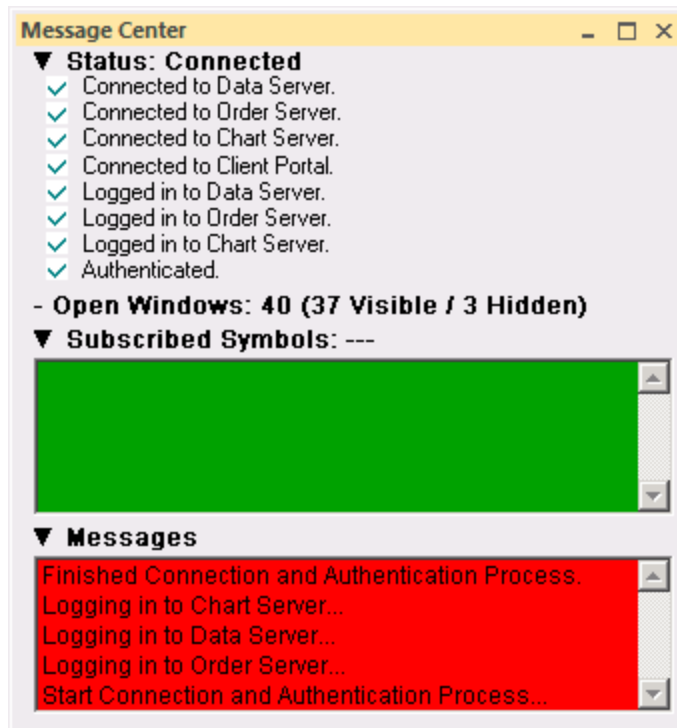 Message Center
▼ Status: Connected
Connected to Data Server.
Connected to Order Server.
Connected to Chart Server.
Connected to Client Portal.
Logged in to Data Server.
Logged in to Order Server.
Logged in to Chart Server.
Authenticated.
- Open Windows: 40 (37 Visible / 3 Hidden)
▼ Subscribed Symbols: ---
▼ Messages
Finished Connection and Authentication Process.
Logging in to Chart Server...
Logging in to Data Server...
Logging in to Order Server...
Start Connection and Authentication Process...